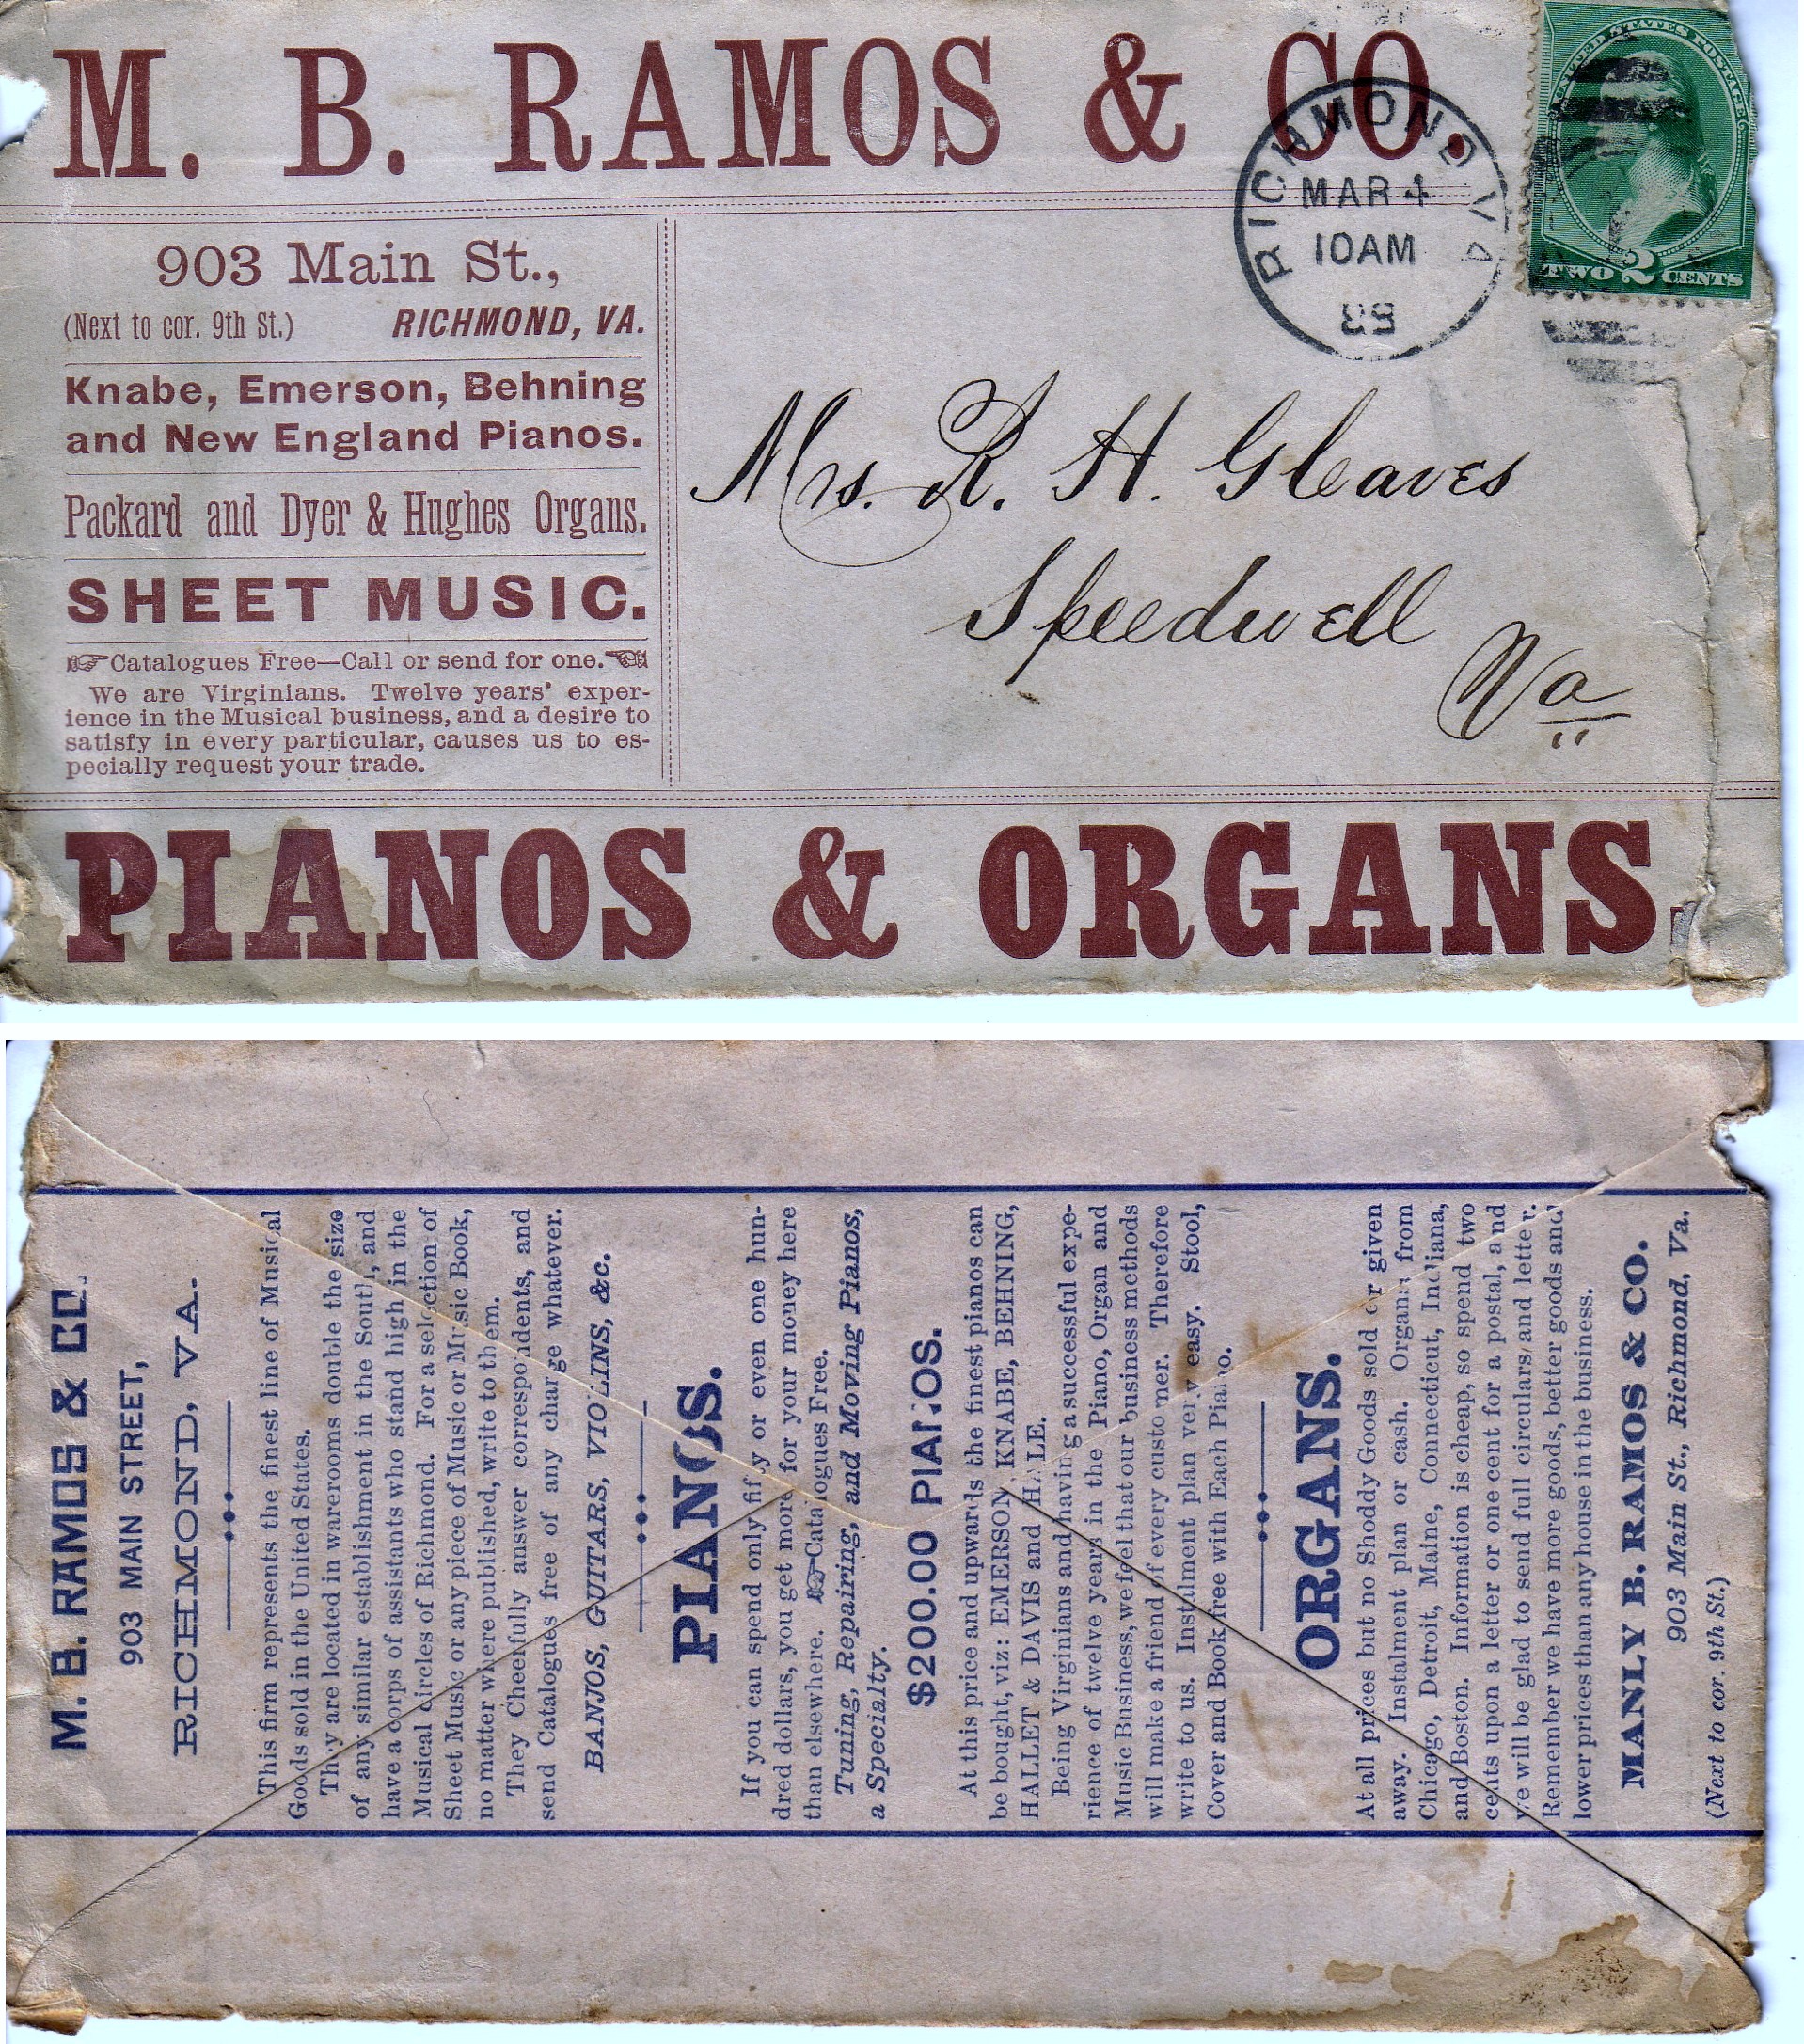 M. B. RAMOS & CO.
UNITED STATES POSTAGE
TWO 2 CENTS
RICHMOND VA
MAR 4
10AM
903 Main St.,
(Next to cor. 9th St.) RICHMOND, VA.
Knabe, Emerson, Behning
and New England Pianos.
Packard and Dyer & Hughes Organs.
SHEET MUSIC.
☞Catalogues Free—Call or send for one.☜
We are Virginians. Twelve years' exper-
ience in the Musical business, and a desire to
satisfy in every particular, causes us to es-
pecially request your trade.
Mrs. R. H. Gleaves
Speedwell
Va
PIANOS & ORGANS.
M. B. RAMOS & CO.
903 MAIN STREET,
RICHMOND, VA.
This firm represents the finest line of Musical
Goods sold in the United States.
They are located in warerooms double the size
of any similar establishment in the South, and
have a corps of assistants who stand high in the
Musical circles of Richmond. For a selection of
Sheet Music or any piece of Music or Music Book,
no matter where published, write to them.
They Cheerfully answer correspondents, and
send Catalogues free of any charge whatever.
BANJOS, GUITARS, VIOLINS, &c.
PIANOS.
If you can spend only fifty or even one hun-
dred dollars, you get more for your money here
than elsewhere. ☞Catalogues Free.
Tuning, Repairing, and Moving Pianos,
a Specialty.
$200.00 PIANOS.
At this price and upwards the finest pianos can
be bought, viz: EMERSON, KNABE, BEHNING,
HALLET & DAVIS and HALE.
Being Virginians and having a successful expe-
rience of twelve years in the Piano, Organ and
Music Business, we feel that our business methods
will make a friend of every customer. Therefore
write to us. Instalment plan very easy. Stool,
Cover and Book free with Each Piano.
ORGANS.
At all prices but no Shoddy Goods sold or given
away. Instalment plan or cash. Organs from
Chicago, Detroit, Maine, Connecticut, Indiana,
and Boston. Information is cheap, so spend two
cents upon a letter or one cent for a postal, and
we will be glad to send full circulars and letter.
Remember we have more goods, better goods and
lower prices than any house in the business.
MANLY B. RAMOS & CO.
903 Main St., Richmond, Va.
(Next to cor. 9th St.)